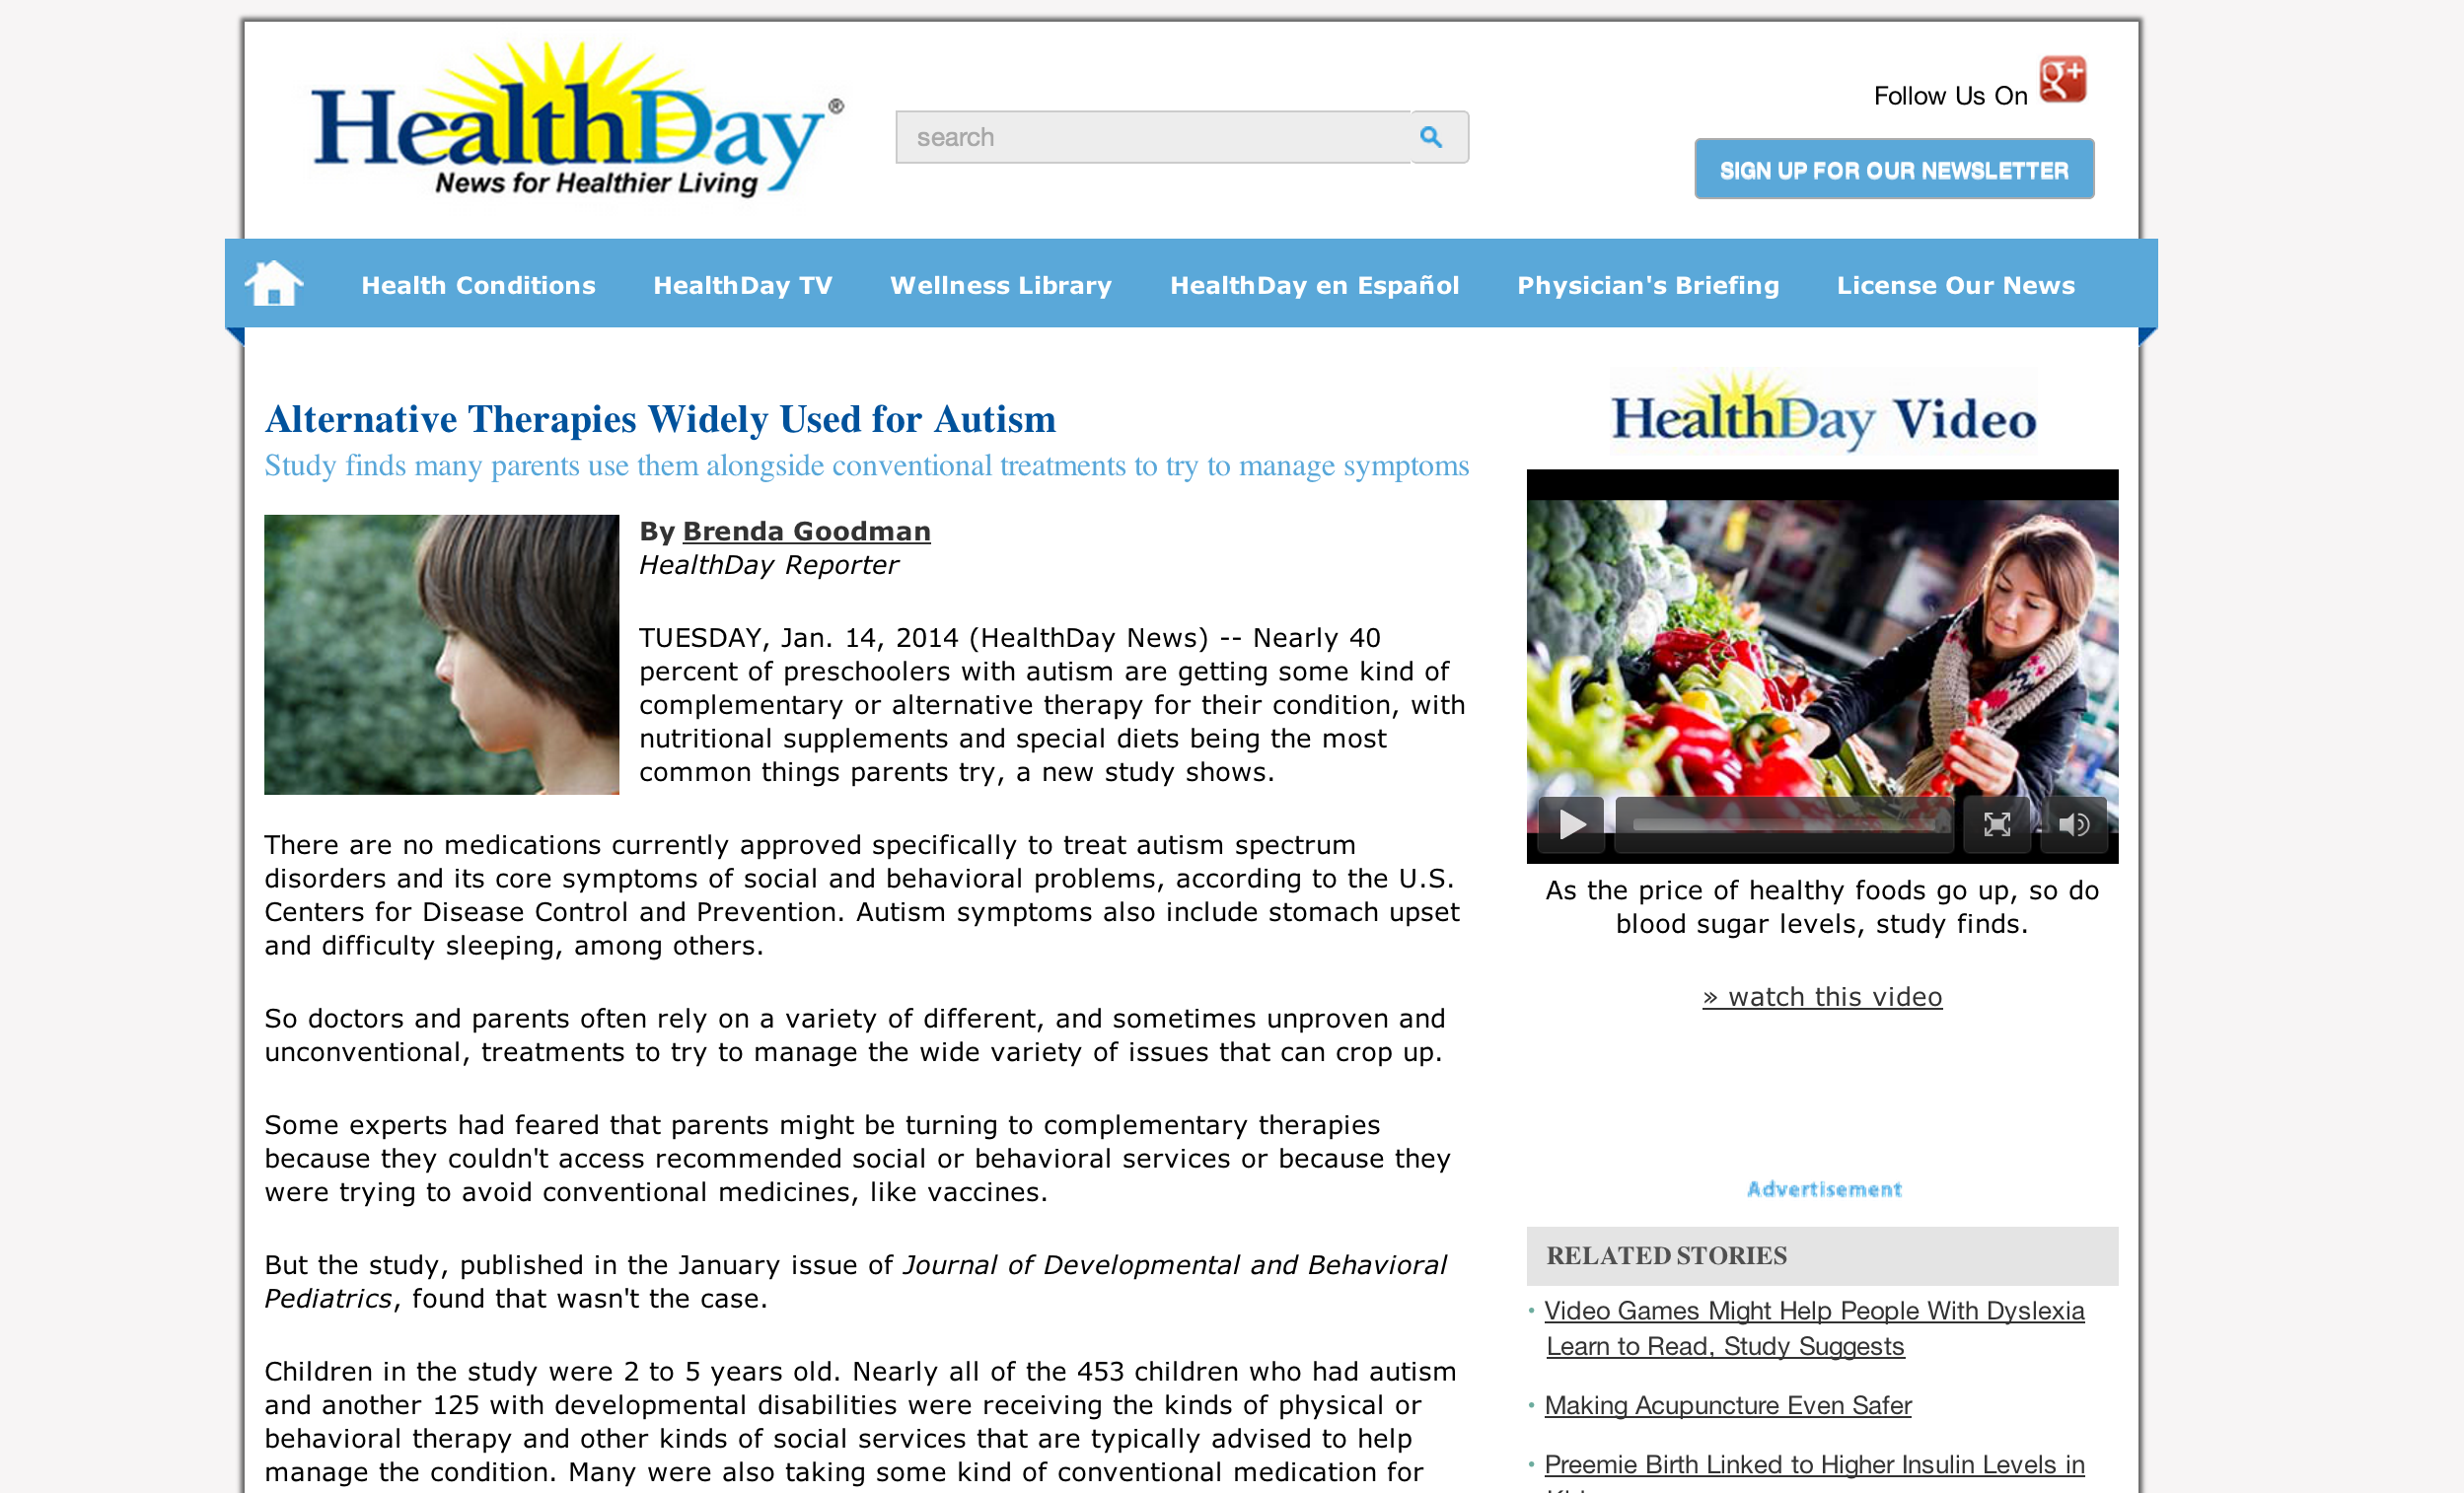 HealthDay®
News for Healthier Living
search
Follow Us On
g+
SIGN UP FOR OUR NEWSLETTER
Health Conditions HealthDay TV Wellness Library HealthDay en Español Physician's Briefing License Our News
Alternative Therapies Widely Used for Autism
Study finds many parents use them alongside conventional treatments to try to manage symptoms
By Brenda Goodman
HealthDay Reporter
TUESDAY, Jan. 14, 2014 (HealthDay News) -- Nearly 40
percent of preschoolers with autism are getting some kind of
complementary or alternative therapy for their condition, with
nutritional supplements and special diets being the most
common things parents try, a new study shows.
There are no medications currently approved specifically to treat autism spectrum
disorders and its core symptoms of social and behavioral problems, according to the U.S.
Centers for Disease Control and Prevention. Autism symptoms also include stomach upset
and difficulty sleeping, among others.
So doctors and parents often rely on a variety of different, and sometimes unproven and
unconventional, treatments to try to manage the wide variety of issues that can crop up.
Some experts had feared that parents might be turning to complementary therapies
because they couldn't access recommended social or behavioral services or because they
were trying to avoid conventional medicines, like vaccines.
But the study, published in the January issue of Journal of Developmental and Behavioral
Pediatrics, found that wasn't the case.
Children in the study were 2 to 5 years old. Nearly all of the 453 children who had autism
and another 125 with developmental disabilities were receiving the kinds of physical or
behavioral therapy and other kinds of social services that are typically advised to help
manage the condition. Many were also taking some kind of conventional medication for
HealthDay Video
As the price of healthy foods go up, so do
blood sugar levels, study finds.
» watch this video
Advertisement
RELATED STORIES
• Video Games Might Help People With Dyslexia
Learn to Read, Study Suggests
• Making Acupuncture Even Safer
• Preemie Birth Linked to Higher Insulin Levels in